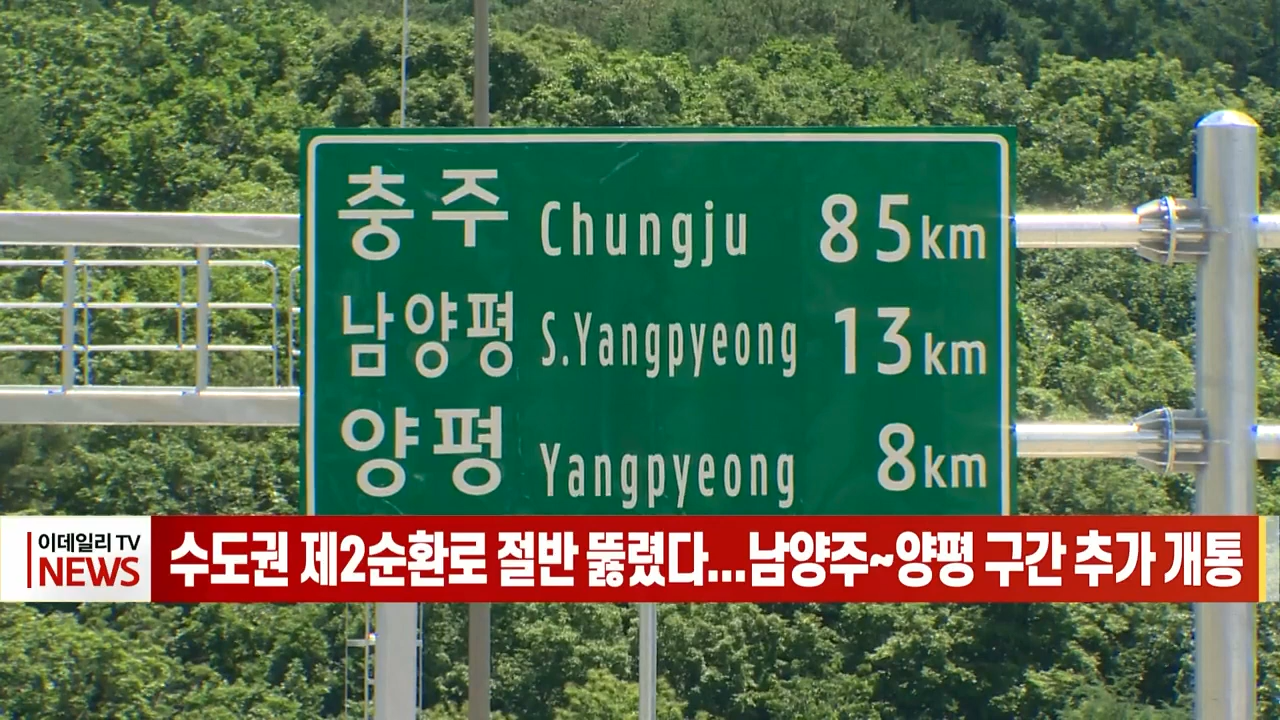 충주 Chungju 85km
남양평 S.Yangpyeong 13km
양평 Yangpyeong 8km
이데일리 TV
NEWS
수도권 제2순환로 절반 뚫렸다...남양주~양평 구간 추가 개통